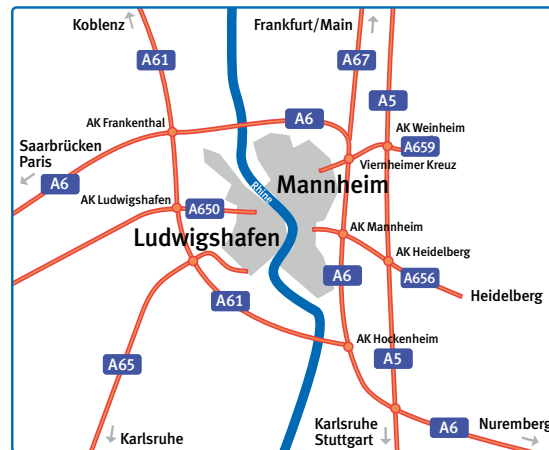 Koblenz
Frankfurt/Main
A61
A67
A5
A6
AK Frankenthal
AK Weinheim
A659
Saarbrücken
Paris
Viernheimer Kreuz
A6
Mannheim
Rhine
AK Ludwigshafen
A650
AK Mannheim
Ludwigshafen
AK Heidelberg
A6
A656
Heidelberg
A61
AK Hockenheim
A65
A5
Karlsruhe
Karlsruhe
Stuttgart
A6
Nuremberg